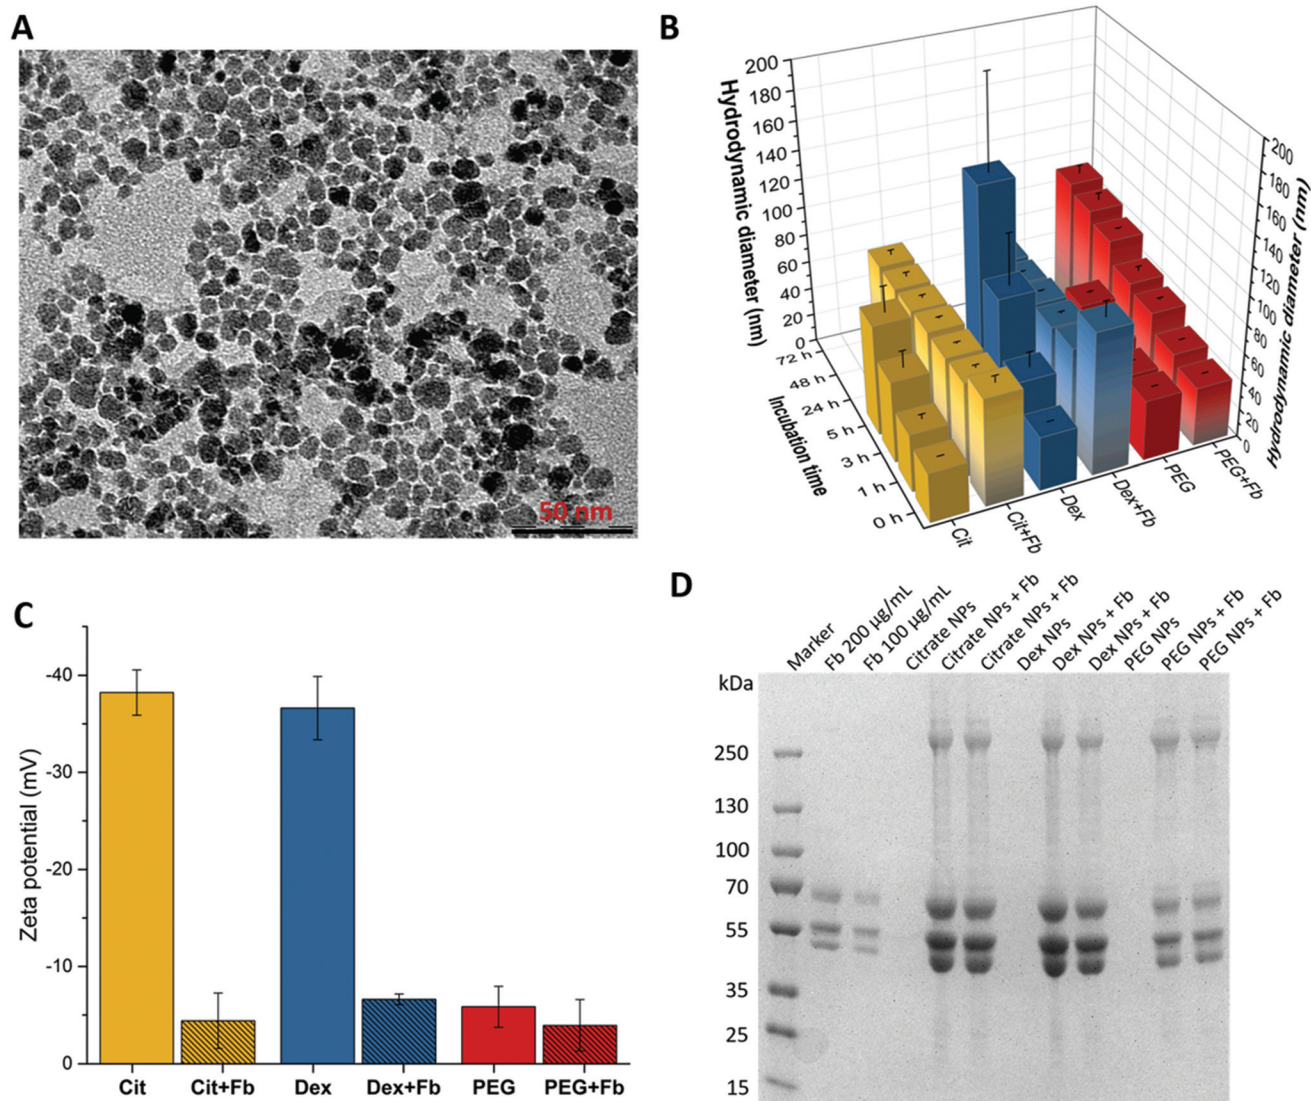 A
50 nm
B
Hydrodynamic diameter (nm)
200
180
160
140
120
100
80
60
40
20
0
72 h
48 h
24 h
5 h
3 h
1 h
0 h
Incubation time
Cit
Cit+Fb
Dex
Dex+Fb
PEG
PEG+Fb
200
180
160
140
120
100
80
60
40
20
0
Hydrodynamic diameter (nm)
C
Zeta potential (mV)
-40
-30
-20
-10
0
Cit
Cit+Fb
Dex
Dex+Fb
PEG
PEG+Fb
D
Marker
Fb 200 µg/mL
Fb 100 µg/mL
Citrate NPs
Citrate NPs + Fb
Citrate NPs + Fb
Dex NPs
Dex NPs + Fb
Dex NPs + Fb
PEG NPs
PEG NPs + Fb
PEG NPs + Fb
kDa
250
130
100
70
55
35
25
15